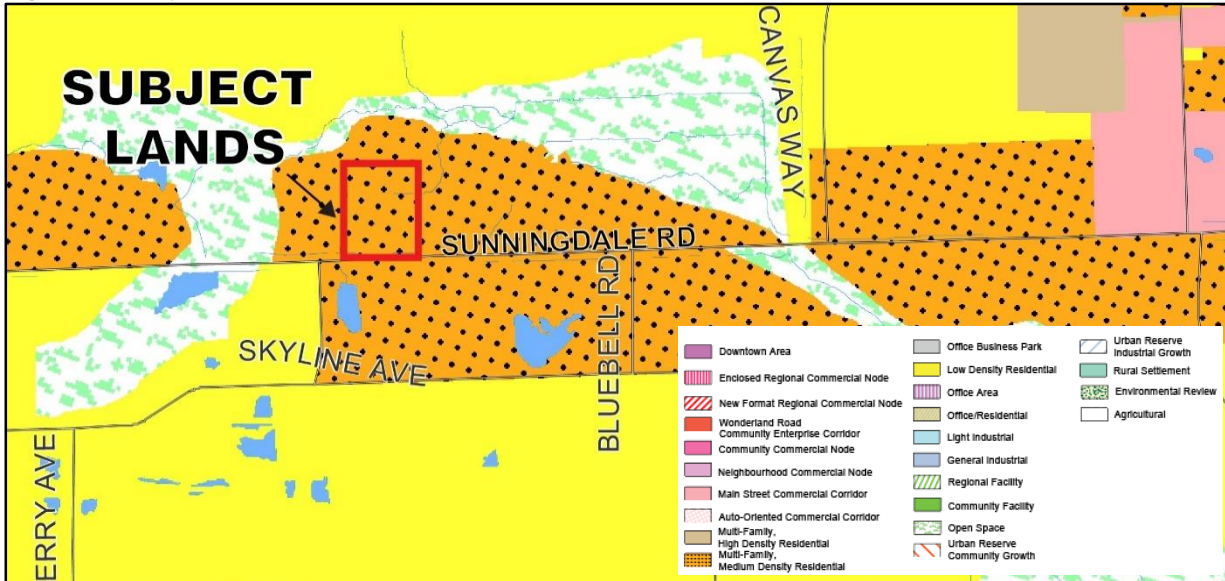 SUBJECT
LANDS
CANVAS WAY
SUNNINGDALE RD
BLUEBELL RD
SKYLINE AVE
ERRY AVE
Downtown Area
Enclosed Regional Commercial Node
New Format Regional Commercial Node
Wonderland Road
Community Enterprise Corridor
Community Commercial Node
Neighbourhood Commercial Node
Main Street Commercial Corridor
Auto-Oriented Commercial Corridor
Multi-Family,
High Density Residential
Multi-Family,
Medium Density Residential
Office Business Park
Low Density Residential
Office Area
Office/Residential
Light Industrial
General Industrial
Regional Facility
Community Facility
Open Space
Urban Reserve
Community Growth
Urban Reserve
Industrial Growth
Rural Settlement
Environmental Review
Agricultural